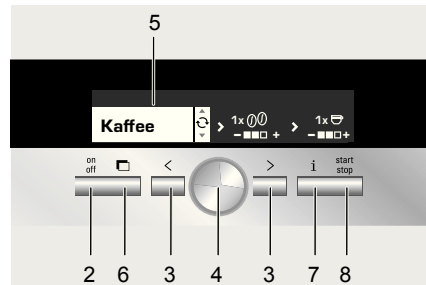 5
Kaffee
1x
- +
1x
- +
on off
<
>
i
start stop
2 6 3 4 3 7 8